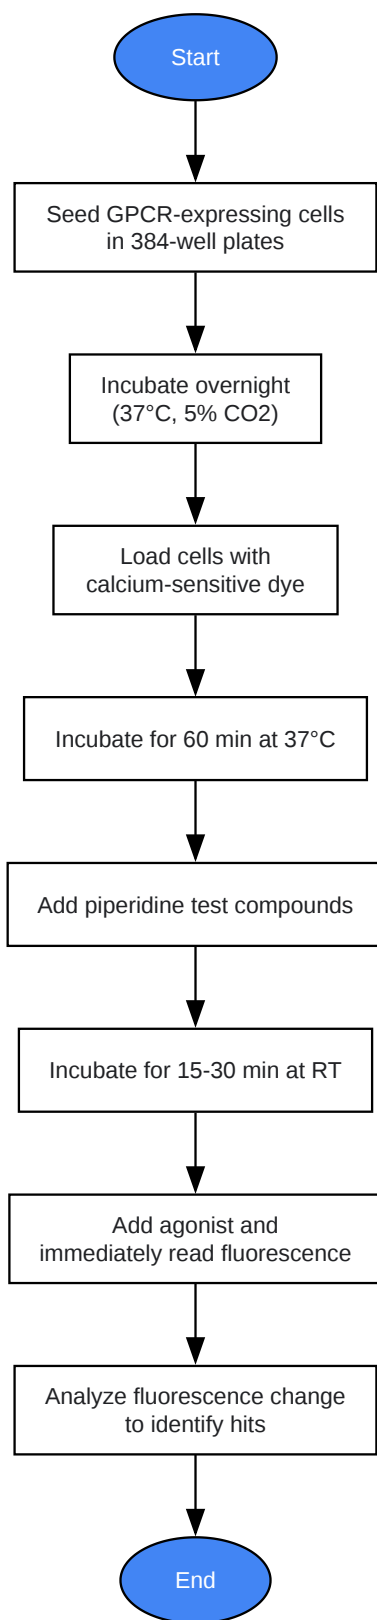 Start
Seed GPCR-expressing cells
in 384-well plates
Incubate overnight
(37°C, 5% CO2)
Load cells with
calcium-sensitive dye
Incubate for 60 min at 37°C
Add piperidine test compounds
Incubate for 15-30 min at RT
Add agonist and
immediately read fluorescence
Analyze fluorescence change
to identify hits
End